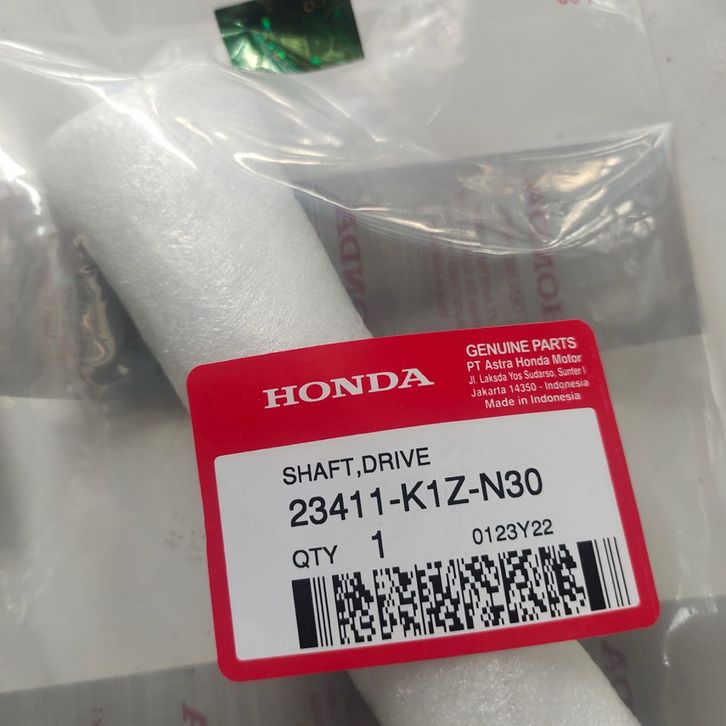 HONDA
GENUINE PARTS
PT Astra Honda Motor
Jl. Laksda Yos Sudarso, Sunter I
Jakarta 14350 - Indonesia
Made in Indonesia
SHAFT,DRIVE
23411-K1Z-N30
QTY 1
0123Y22